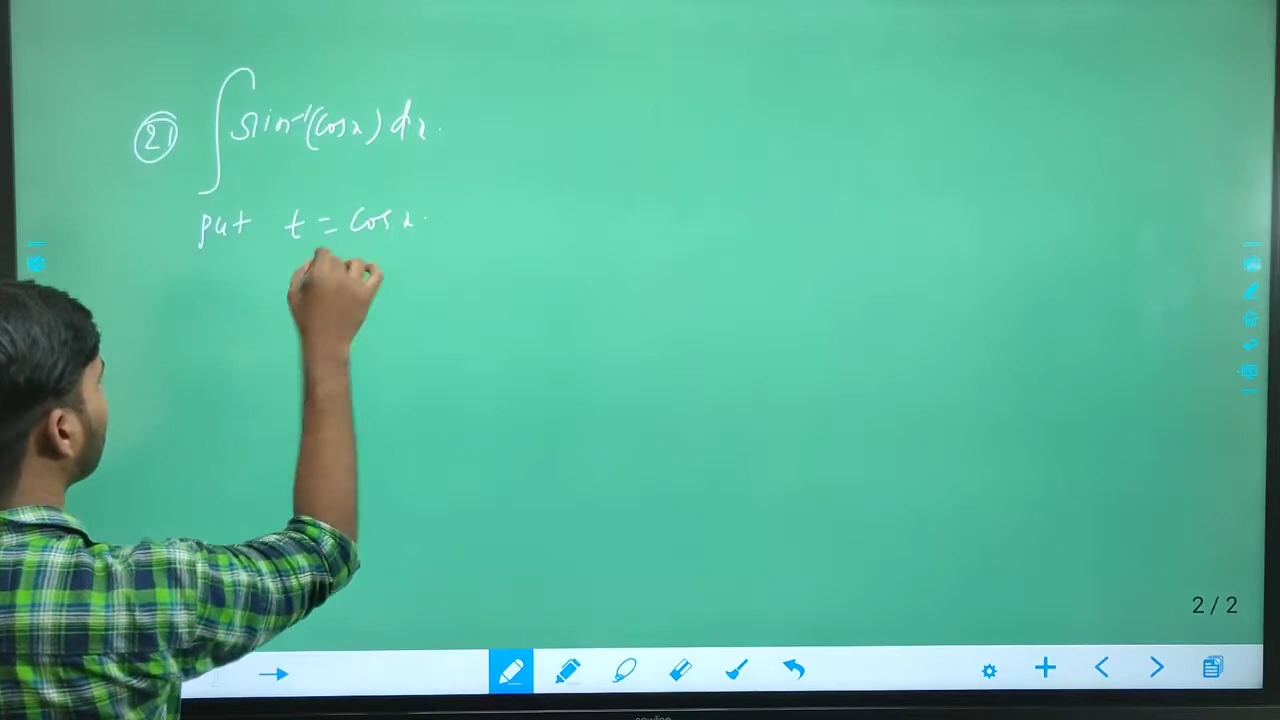 21 ∫ sin⁻¹(cos x) dx.
put t = cos x.
2 / 2